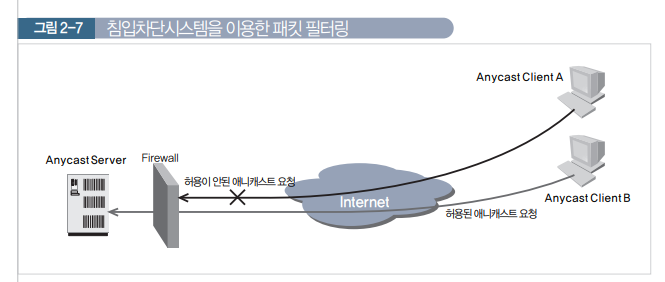 그림 2-7 침입차단시스템을 이용한 패킷 필터링
Anycast Client A
Anycast Server
Firewall
허용이 안된 애니캐스트 요청
Internet
Anycast Client B
허용된 애니캐스트 요청